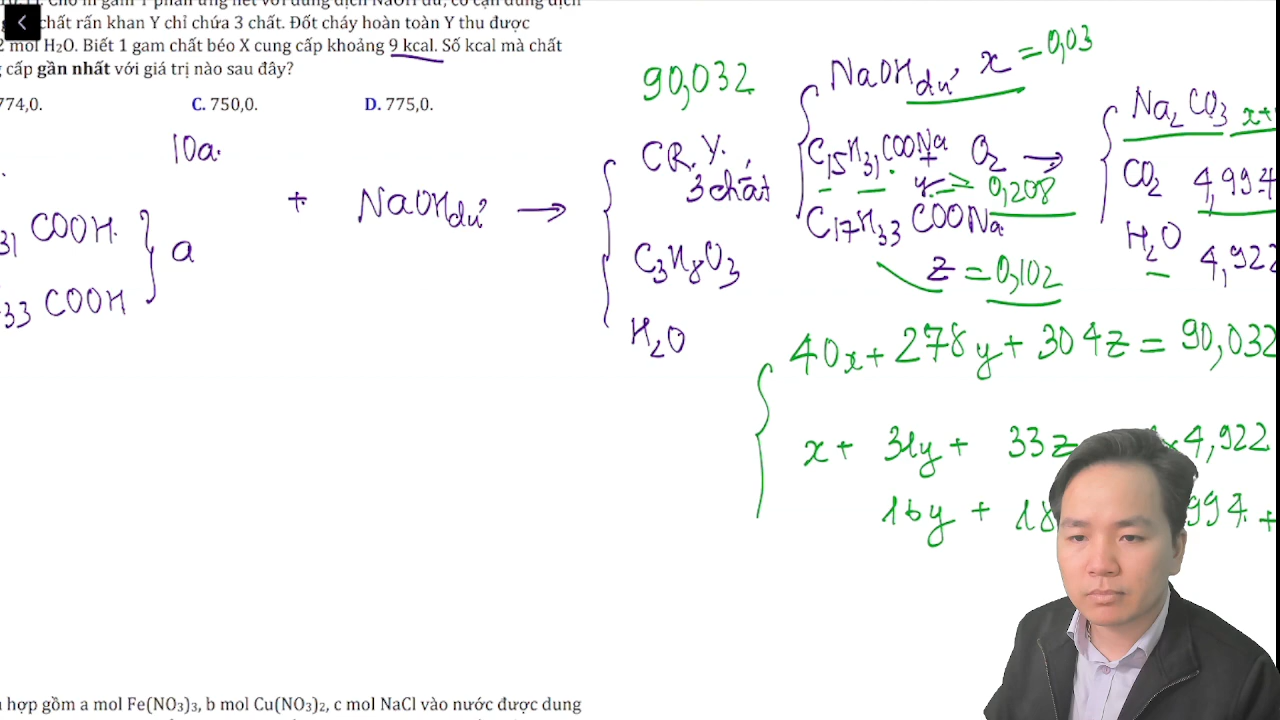 chất rắn khan Y chỉ chứa 3 chất. Đốt cháy hoàn toàn Y thu được
2 mol H₂O. Biết 1 gam chất béo X cung cấp khoảng 9 kcal. Số kcal mà chất
cấp gần nhất với giá trị nào sau đây?
774,0. C. 750,0. D. 775,0.
10a
31 COOH
33 COOH
} a
+ NaOH dư →
90,032
CR. Y. 3 chất
C₃H₈O₃
H₂O
NaOH dư x = 0,03
C₁₅H₃₁COONa + O₂ →
y = 0,208
C₁₇H₃₃COONa
z = 0,102
Na₂CO₃ x+
CO₂ 4,994
H₂O 4,922
40x + 278y + 304z = 90,032
x + 31y + 33z 4,922
16y + 18 994 +
hợp gồm a mol Fe(NO₃)₃, b mol Cu(NO₃)₂, c mol NaCl vào nước được dung